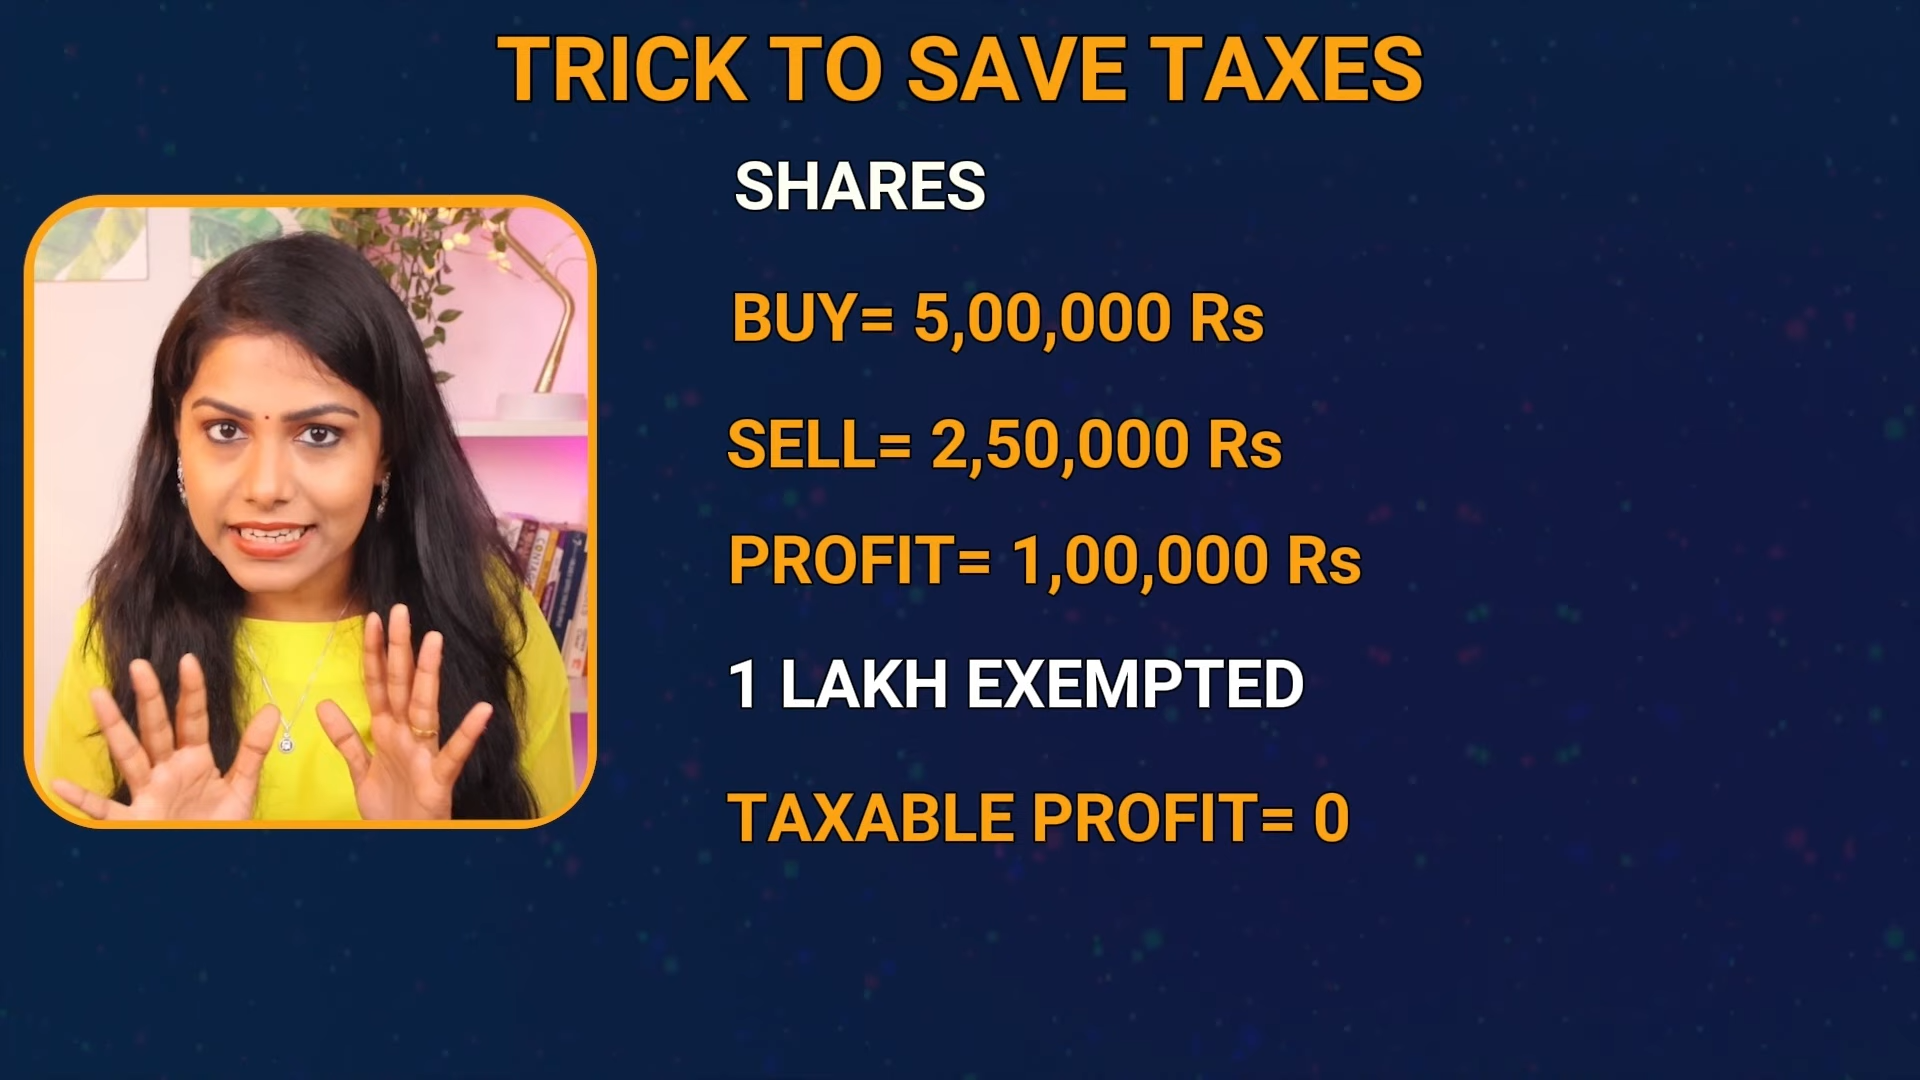 TRICK TO SAVE TAXES
SHARES
BUY= 5,00,000 Rs
SELL= 2,50,000 Rs
PROFIT= 1,00,000 Rs
1 LAKH EXEMPTED
TAXABLE PROFIT= 0